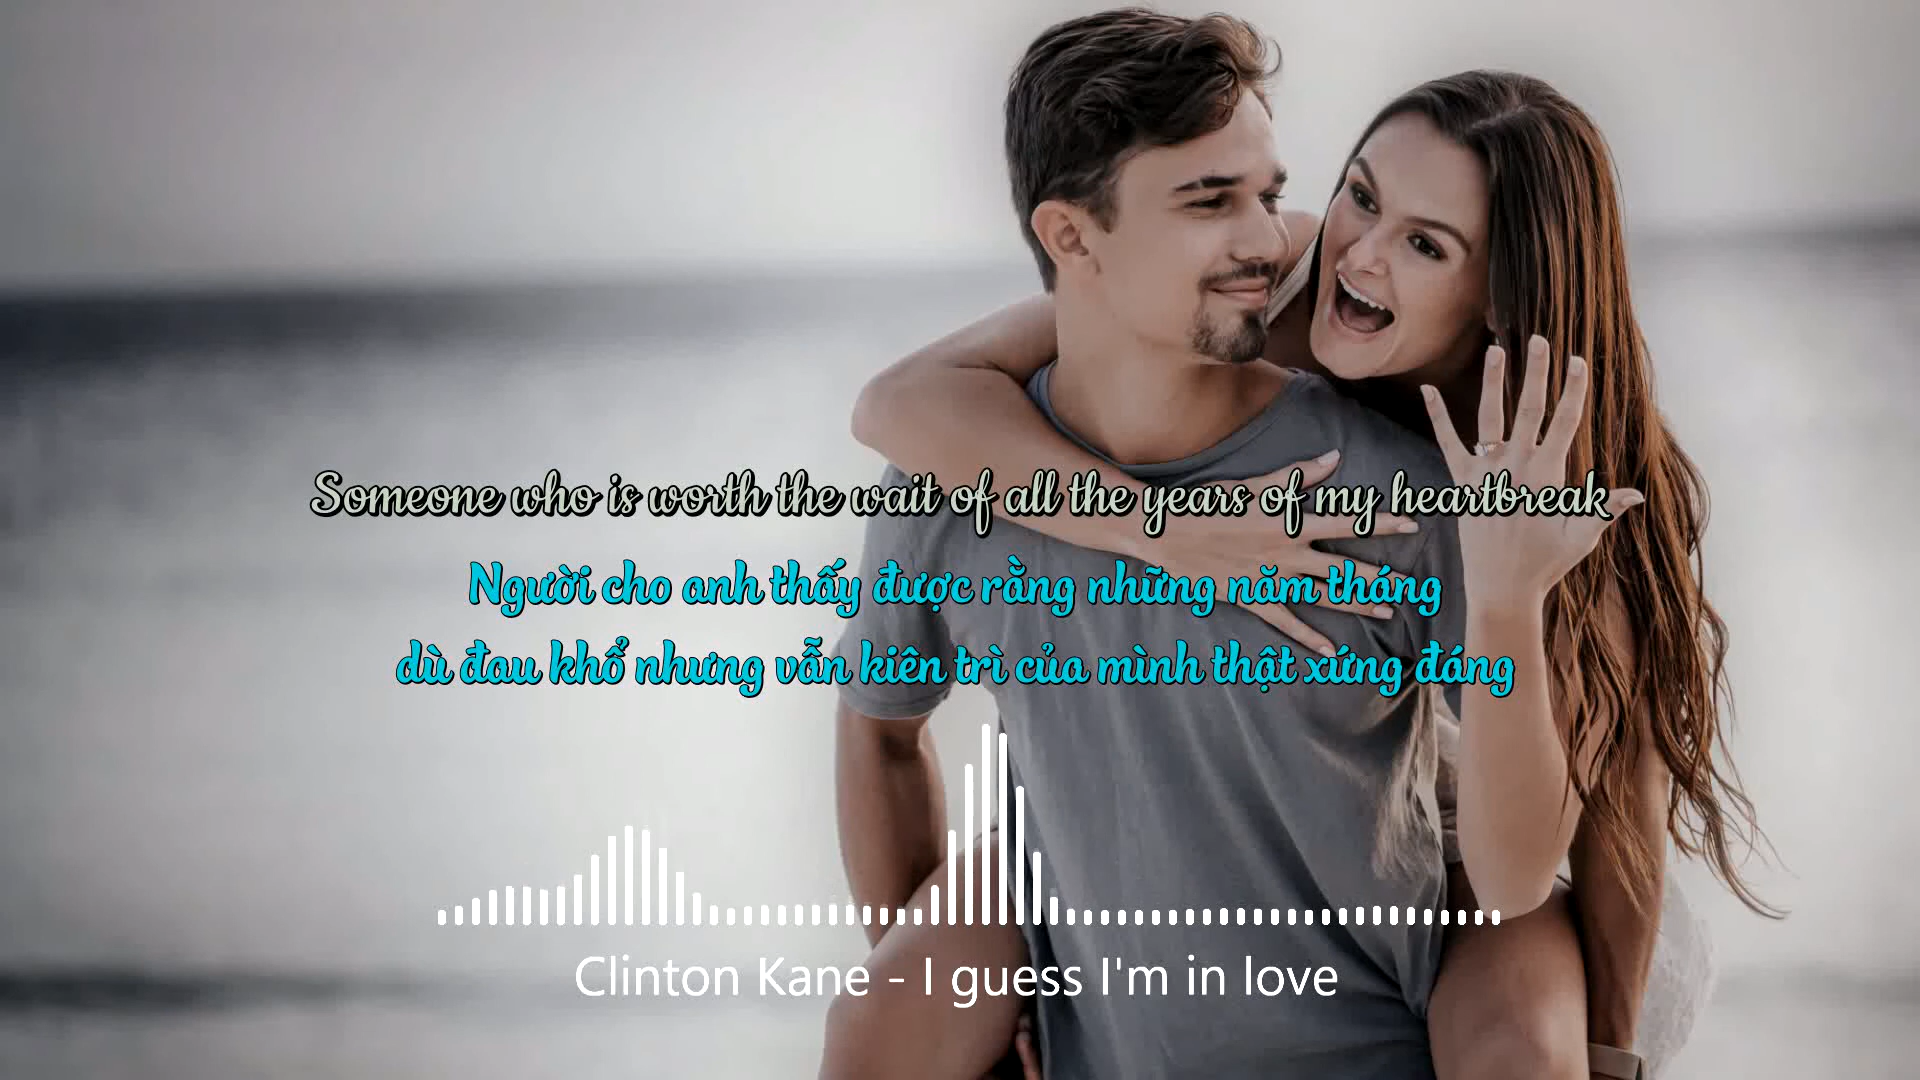 Someone who is worth the wait of all the years of my heartbreak
Người cho anh thấy được rằng những năm tháng
dù đau khổ nhưng vẫn kiên trì của mình thật xứng đáng
Clinton Kane - I guess I'm in love